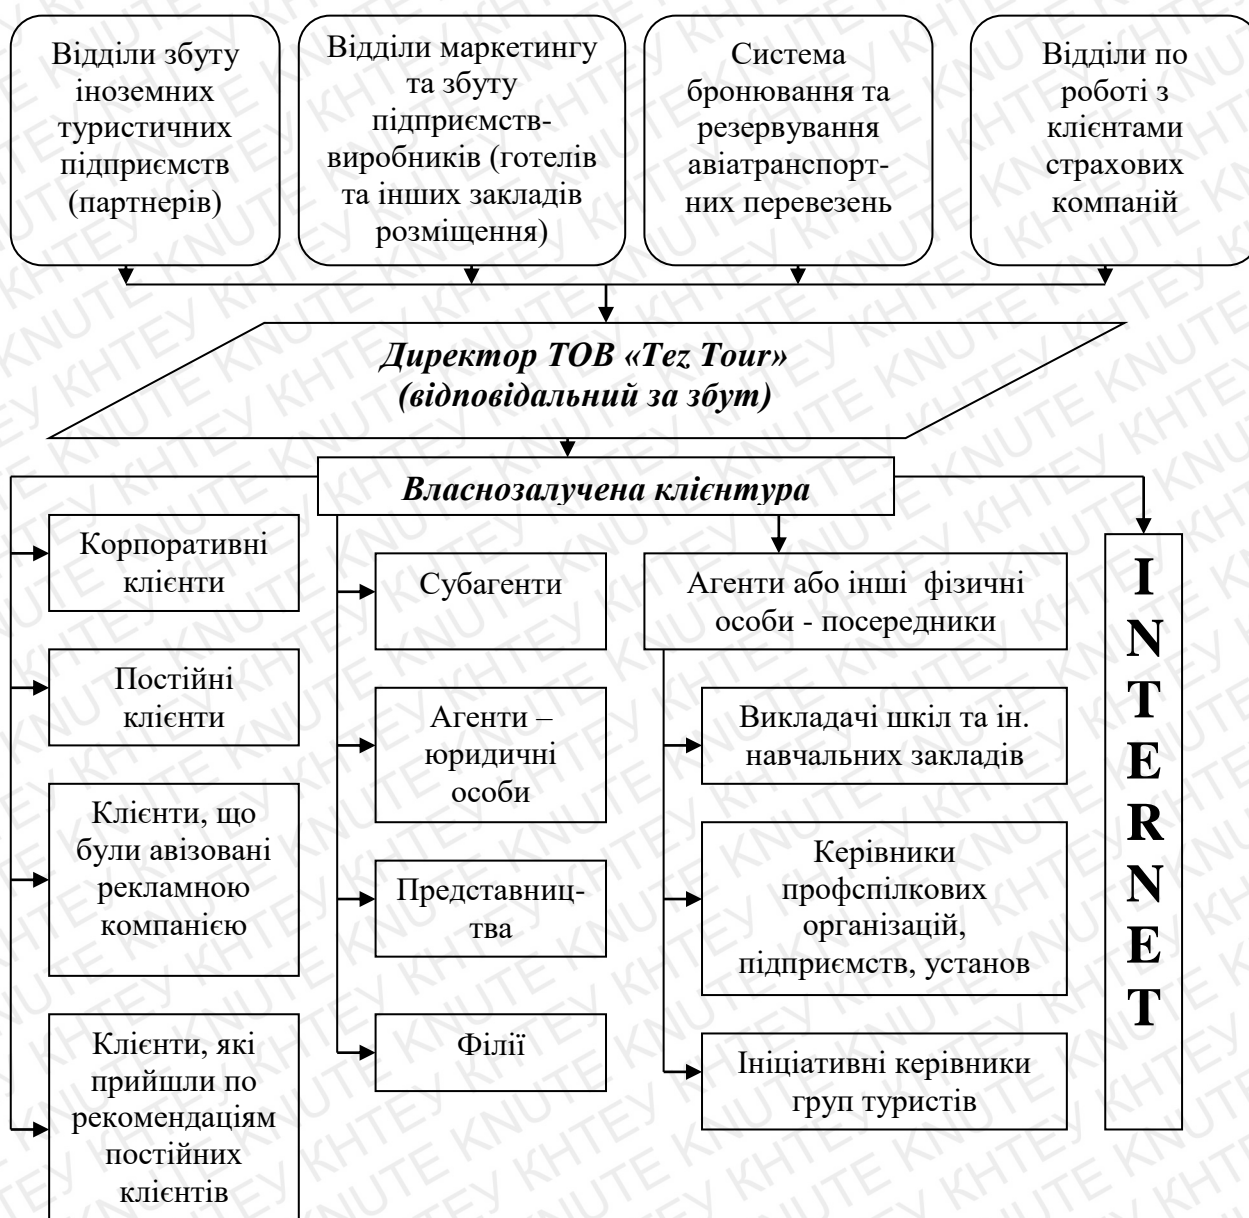 Відділи збуту
іноземних
туристичних
підприємств
(партнерів)
Відділи маркетингу
та збуту
підприємств-
виробників (готелів
та інших закладів
розміщення)
Система
бронювання та
резервування
авіатранспорт-
них перевезень
Відділи по
роботі з
клієнтами
страхових
компаній
Директор ТОВ «Tez Tour»
(відповідальний за збут)
Власнозалучена клієнтура
Корпоративні
клієнти
Постійні
клієнти
Клієнти, що
були авізовані
рекламною
компанією
Клієнти, які
прийшли по
рекомендаціям
постійних
клієнтів
Субагенти
Агенти –
юридичні
особи
Представниц-
тва
Філії
Агенти або інші фізичні
особи - посередники
Викладачі шкіл та ін.
навчальних закладів
Керівники
профспілкових
організацій,
підприємств, установ
Ініціативні керівники
груп туристів
I
N
T
E
R
N
E
T